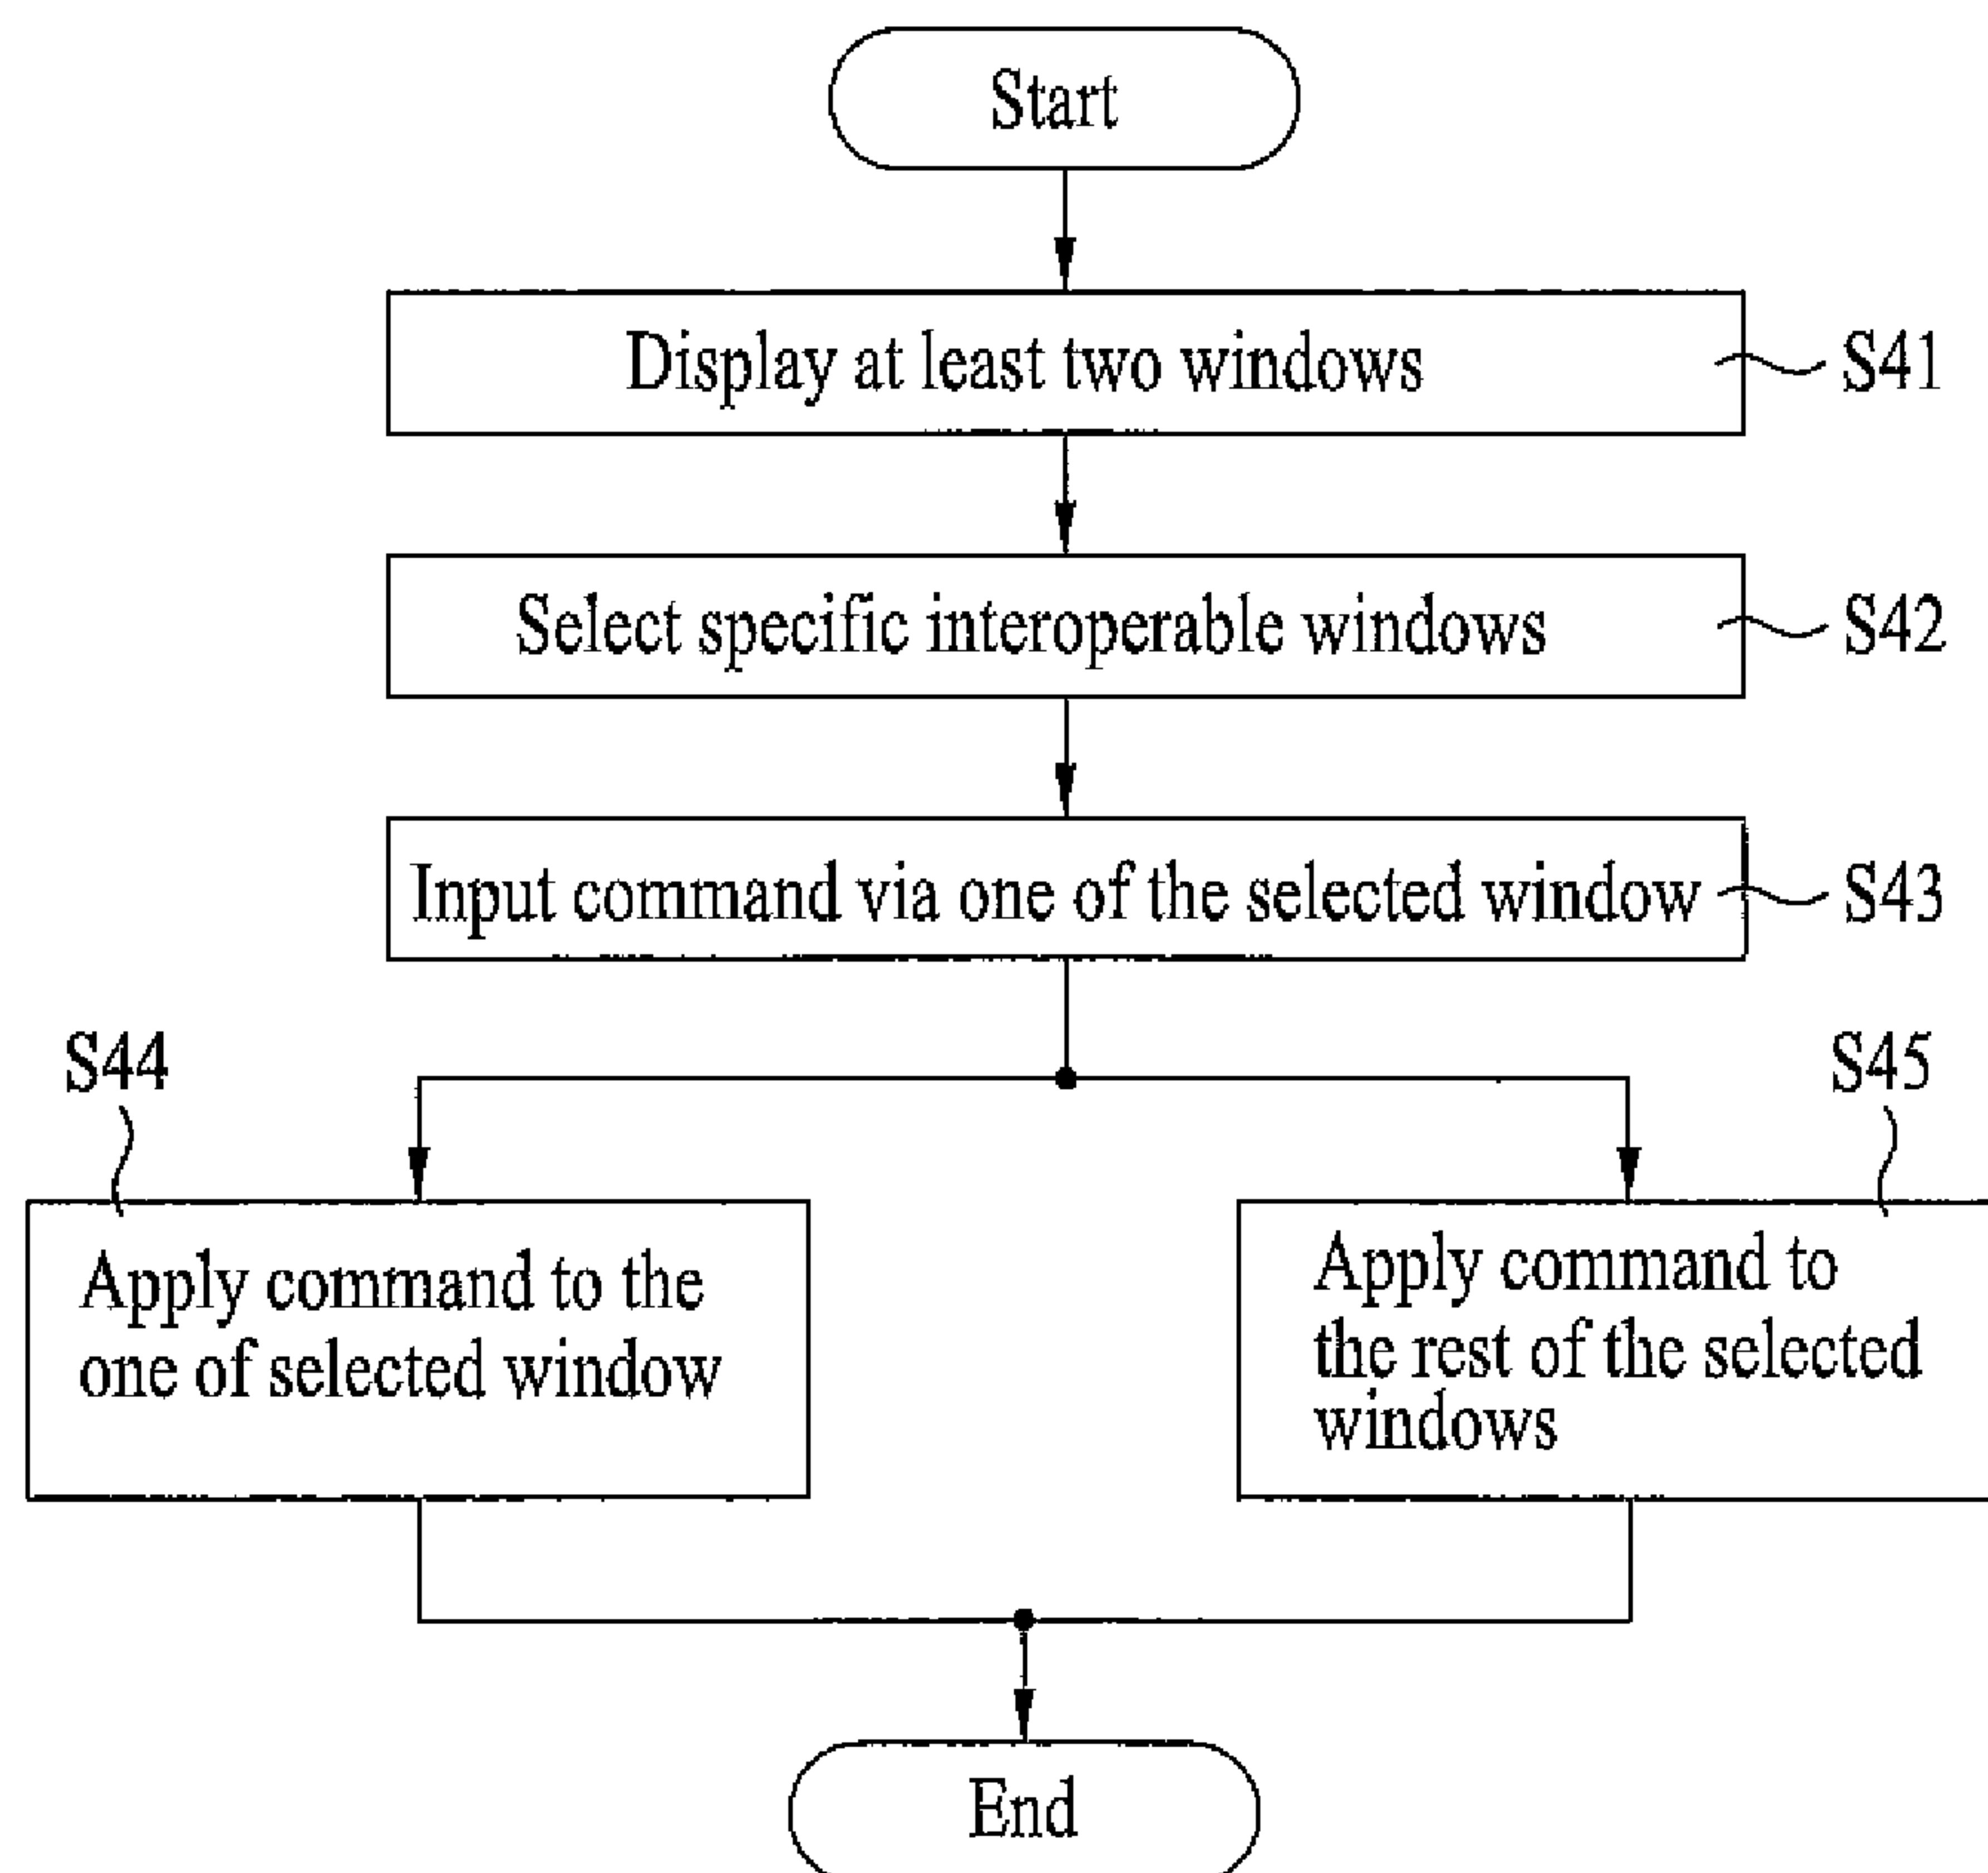 Start
Display at least two windows
S41
Select specific interoperable windows
S42
Input command via one of the selected window
S43
S44
S45
Apply command to the
one of selected window
Apply command to
the rest of the selected
windows
End